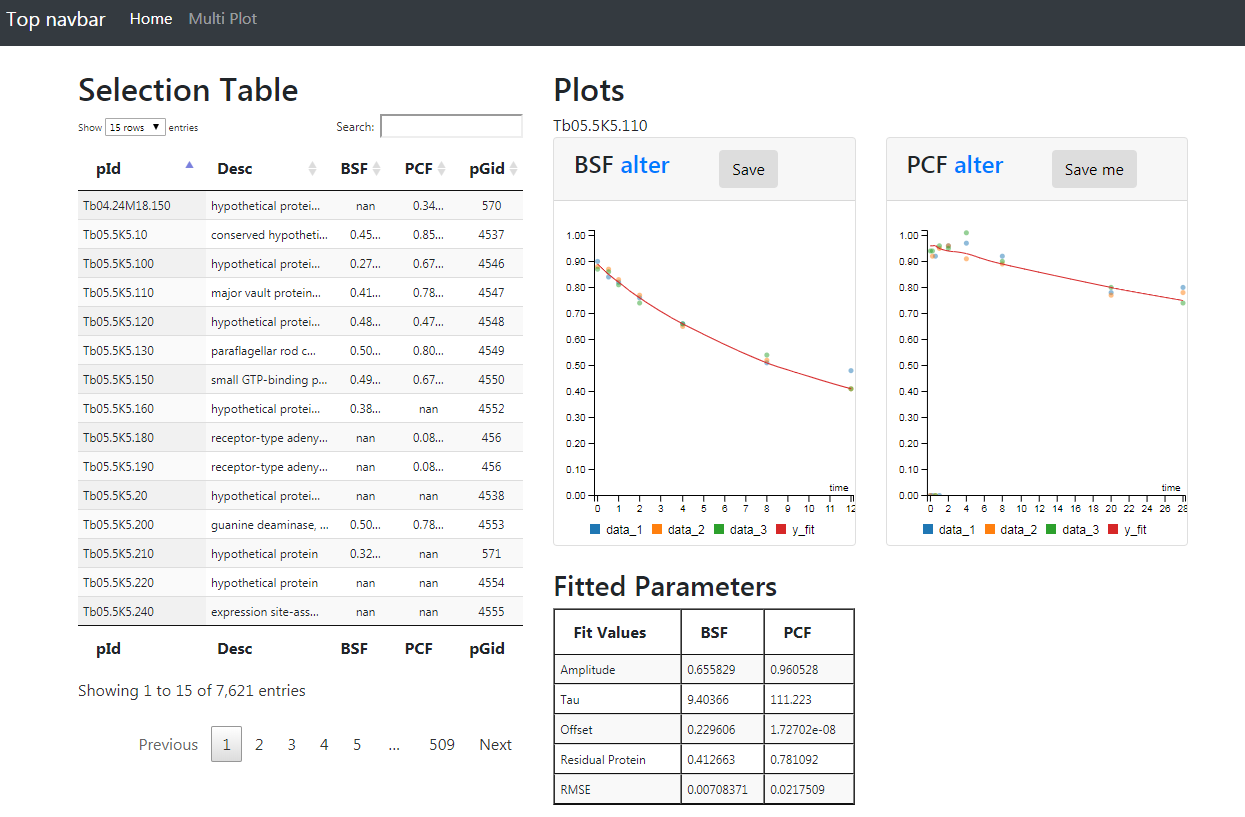 Top navbar Home Multi Plot
Selection Table
Show 15 rows ▼ entries Search:
pId Desc BSF PCF pGid
Tb04.24M18.150 hypothetical protei... nan 0.34... 570
Tb05.5K5.10 conserved hypotheti... 0.45... 0.85... 4537
Tb05.5K5.100 hypothetical protei... 0.27... 0.67... 4546
Tb05.5K5.110 major vault protein... 0.41... 0.78... 4547
Tb05.5K5.120 hypothetical protei... 0.48... 0.47... 4548
Tb05.5K5.130 paraflagellar rod c... 0.50... 0.80... 4549
Tb05.5K5.150 small GTP-binding p... 0.49... 0.67... 4550
Tb05.5K5.160 hypothetical protei... 0.38... nan 4552
Tb05.5K5.180 receptor-type adeny... nan 0.08... 456
Tb05.5K5.190 receptor-type adeny... nan 0.08... 456
Tb05.5K5.20 hypothetical protei... nan nan 4538
Tb05.5K5.200 guanine deaminase, ... 0.50... 0.78... 4553
Tb05.5K5.210 hypothetical protein 0.32... nan 571
Tb05.5K5.220 hypothetical protein nan nan 4554
Tb05.5K5.240 expression site-ass... nan nan 4555
pId Desc BSF PCF pGid
Showing 1 to 15 of 7,621 entries
Previous 1 2 3 4 5 ... 509 Next
Plots
Tb05.5K5.110
BSF alter Save
1.00
0.90
0.80
0.70
0.60
0.50
0.40
0.30
0.20
0.10
0.00
time
0 1 2 3 4 5 6 7 8 9 10 11 12
data_1 data_2 data_3 y_fit
PCF alter Save me
1.00
0.90
0.80
0.70
0.60
0.50
0.40
0.30
0.20
0.10
0.00
time
0 2 4 6 8 10 12 14 16 18 20 22 24 26 28
data_1 data_2 data_3 y_fit
Fitted Parameters
Fit Values BSF PCF
Amplitude 0.655829 0.960528
Tau 9.40366 111.223
Offset 0.229606 1.72702e-08
Residual Protein 0.412663 0.781092
RMSE 0.00708371 0.0217509